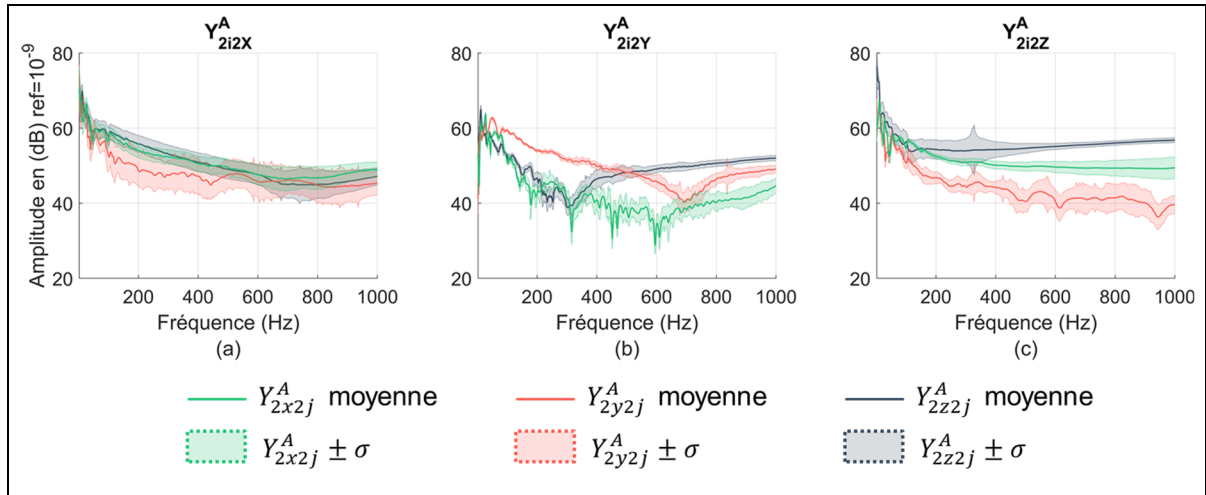 Y^A_2i2X Y^A_2i2Y Y^A_2i2Z
Amplitude en (dB) ref=10^-9
80 60 40 20
80 60 40 20
80 60 40 20
200 400 600 800 1000
200 400 600 800 1000
200 400 600 800 1000
Fréquence (Hz) Fréquence (Hz) Fréquence (Hz)
(a) (b) (c)
Y^A_2x2j moyenne Y^A_2y2j moyenne Y^A_2z2j moyenne
Y^A_2x2j ± σ Y^A_2y2j ± σ Y^A_2z2j ± σ